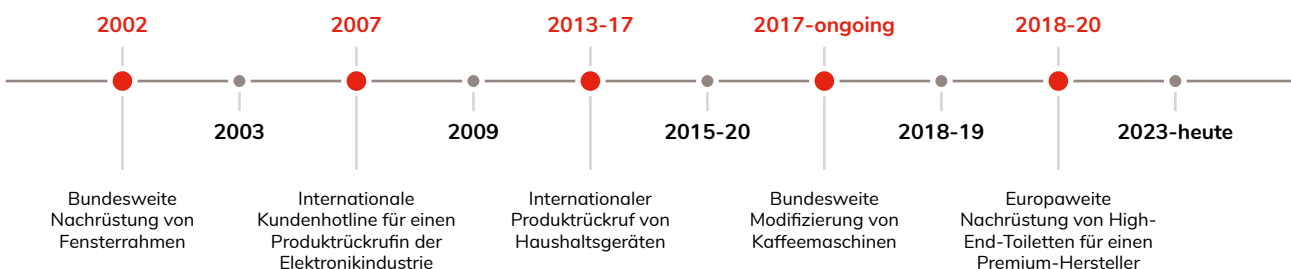 2002
2007
2013-17
2017-ongoing
2018-20
2003
2009
2015-20
2018-19
2023-heute
Bundesweite
Nachrüstung von
Fensterrahmen
Internationale
Kundenhotline für einen
Produktrückrufin der
Elektronikindustrie
Internationaler
Produktrückruf von
Haushaltsgeräten
Bundesweite
Modifizierung von
Kaffeemaschinen
Europaweite
Nachrüstung von High-
End-Toiletten für einen
Premium-Hersteller